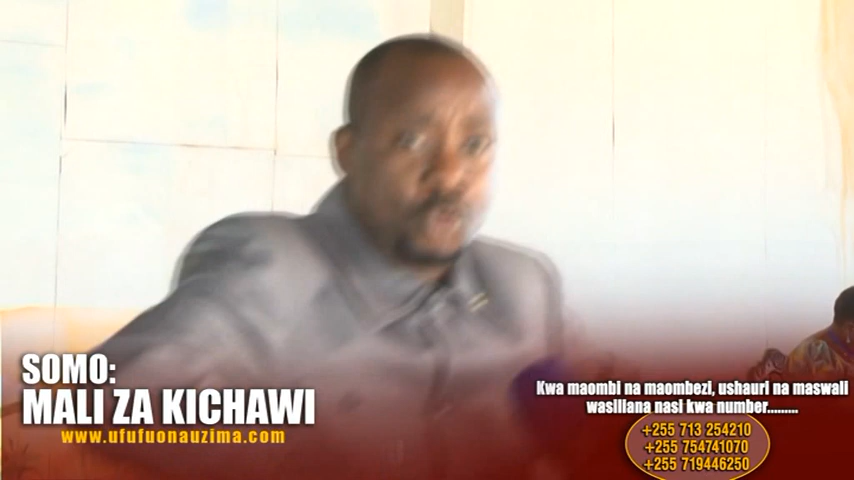 SOMO:
MALI ZA KICHAWI
www.ufufuonauzima.com
Kwa maombi na maombezi, ushauri na maswali
wasiliana nasi kwa number.........
+255 713 254210
+255 754741070
+255 719446250